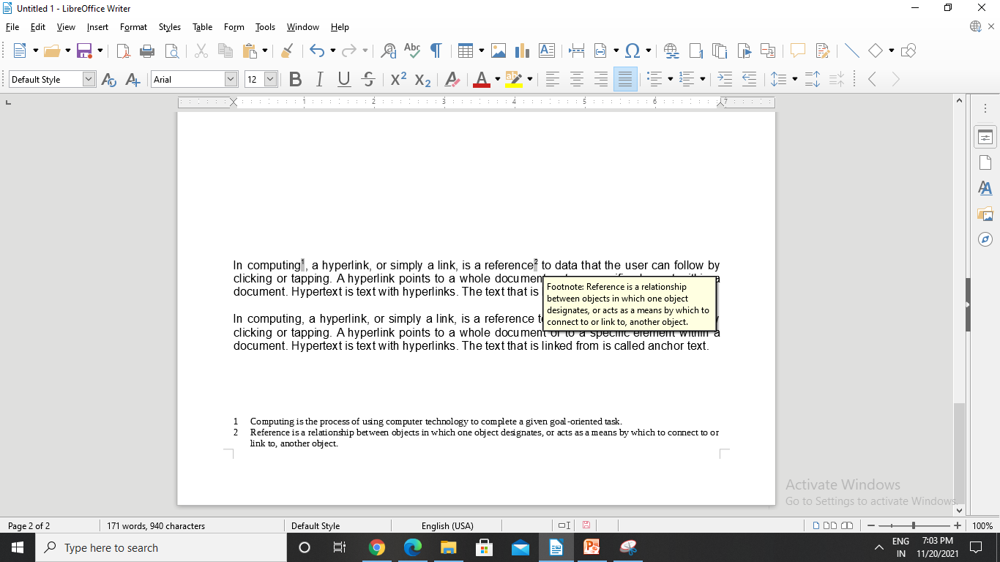 Untitled 1 - LibreOffice Writer
File Edit View Insert Format Styles Table Form Tools Window Help
Default Style Arial 12
1 2 3 4 5 6 7
In computing1, a hyperlink, or simply a link, is a reference2 to data that the user can follow by
clicking or tapping. A hyperlink points to a whole document
document. Hypertext is text with hyperlinks. The text that is
Footnote: Reference is a relationship
between objects in which one object
designates, or acts as a means by which to
connect to or link to, another object.
In computing, a hyperlink, or simply a link, is a reference
clicking or tapping. A hyperlink points to a whole document or to a specific element within a
document. Hypertext is text with hyperlinks. The text that is linked from is called anchor text.
1 Computing is the process of using computer technology to complete a given goal-oriented task.
2 Reference is a relationship between objects in which one object designates, or acts as a means by which to connect to or
link to, another object.
Activate Windows
Go to Settings to activate Windows.
Page 2 of 2 171 words, 940 characters Default Style English (USA) 100%
Type here to search
ENG 7:03 PM
IN 11/20/2021